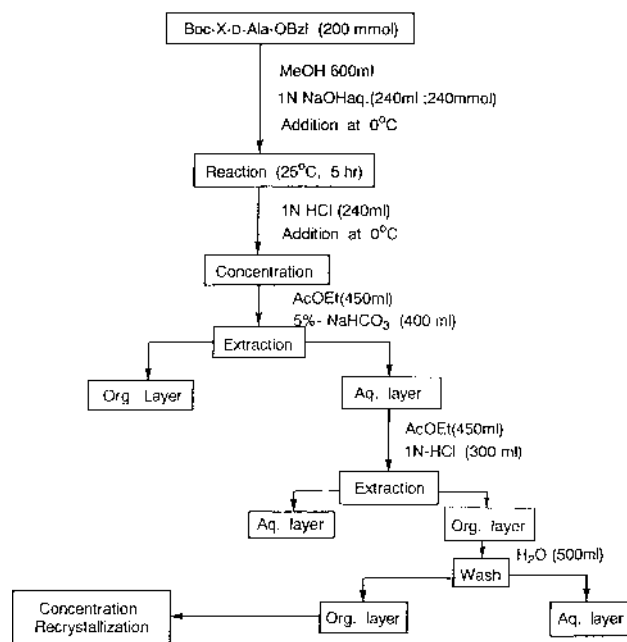 Boc-X-D-Ala-OBzl (200 mmol)
MeOH 600ml
1N NaOHaq.(240ml ;240mmol)
Addition at 0°C
Reaction (25°C, 5 hr)
1N HCl (240ml)
Addition at 0°C
Concentration
AcOEt(450ml)
5%- NaHCO3 (400 ml)
Extraction
Org. Layer
Aq. layer
AcOEt(450ml)
1N-HCl (300 ml)
Extraction
Aq. layer
Org. layer
H2O (500ml)
Wash
Concentration
Recrystallization
Org. layer
Aq. layer